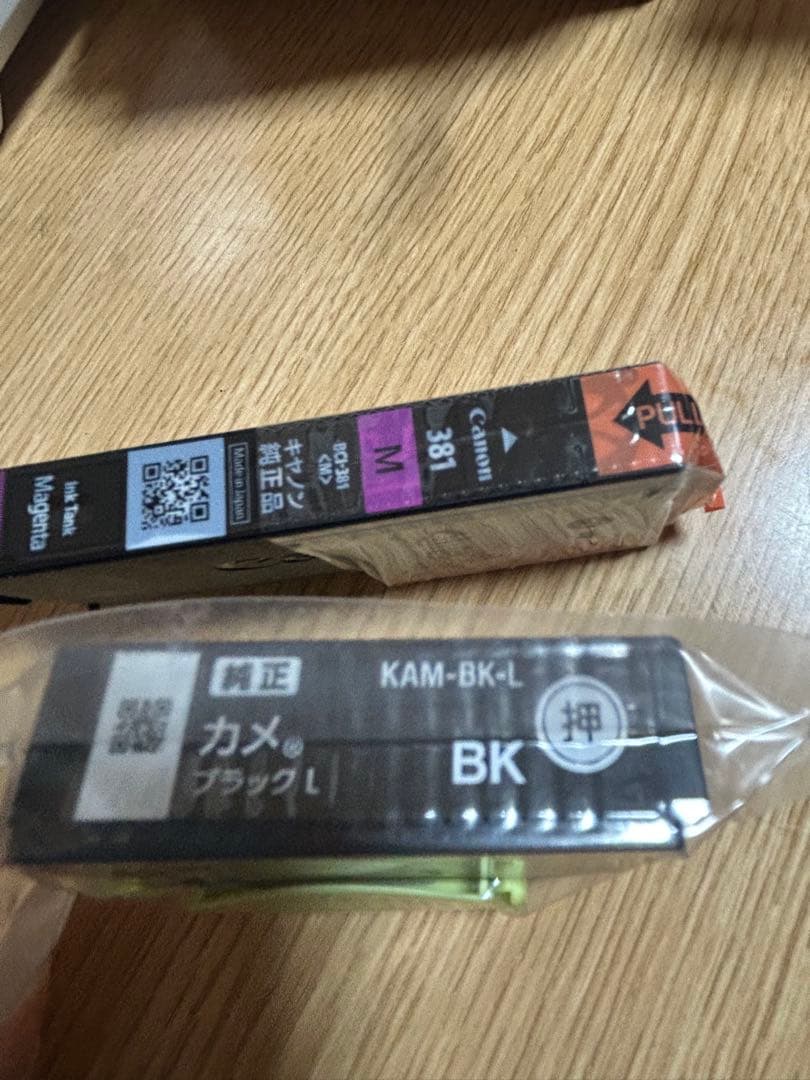 Canon
381
M
BCI-381
<M>
キヤノン
純正品
Made in Japan
Ink Tank
Magenta
PULL
純正
KAM-BK-L
カメ®
ブラック L
BK
押